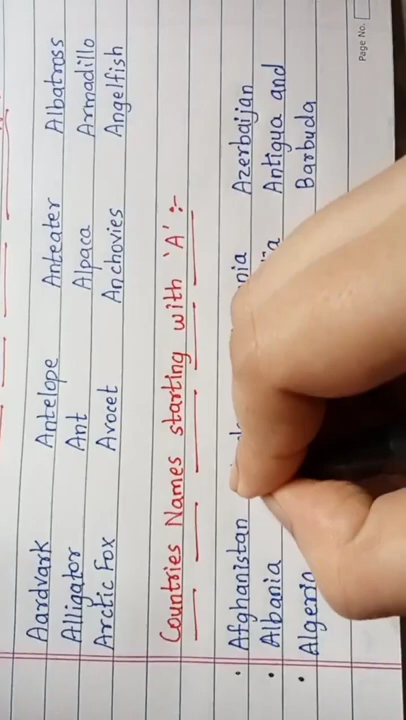 Page No.
Aardvark Antelope Anteater Albatross
Alligator Ant Alpaca Armadillo
Arctic Fox Avocet Anchovies Angelfish
Countries Names starting with 'A' :-
• Afghanistan Azerbaijan
• Albania Antigua and
• Algeria Barbuda